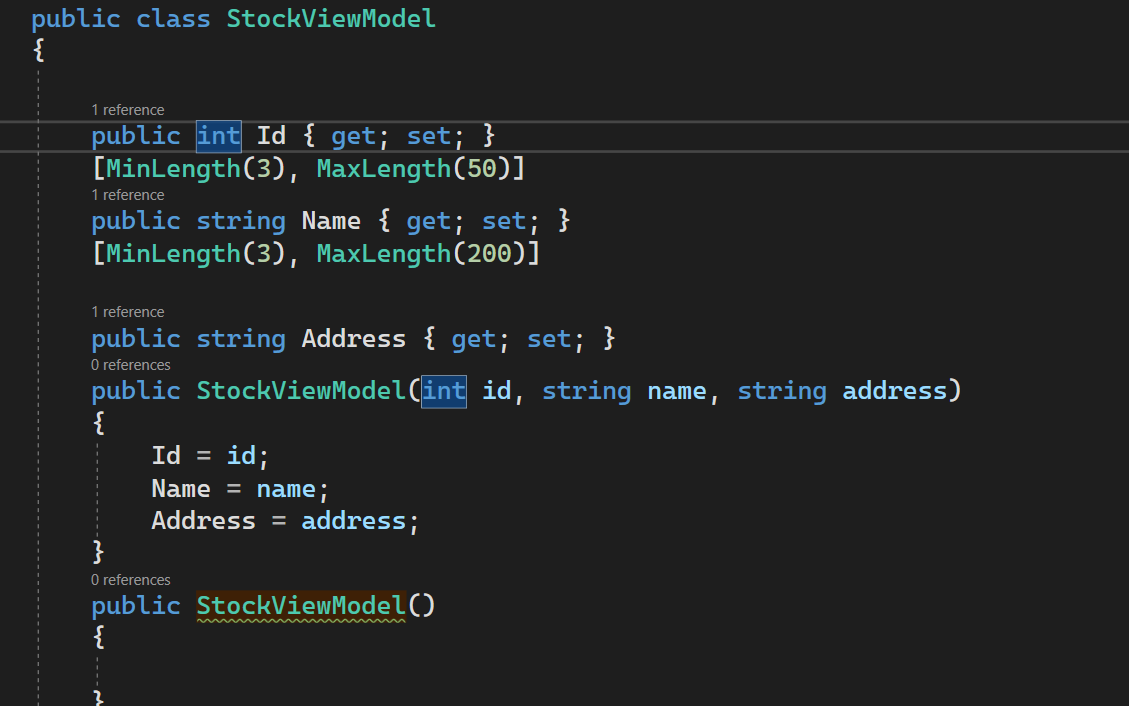 public class StockViewModel
{
1 reference
public int Id { get; set; }
[MinLength(3), MaxLength(50)]
1 reference
public string Name { get; set; }
[MinLength(3), MaxLength(200)]
1 reference
public string Address { get; set; }
0 references
public StockViewModel(int id, string name, string address)
{
Id = id;
Name = name;
Address = address;
}
0 references
public StockViewModel()
{
}